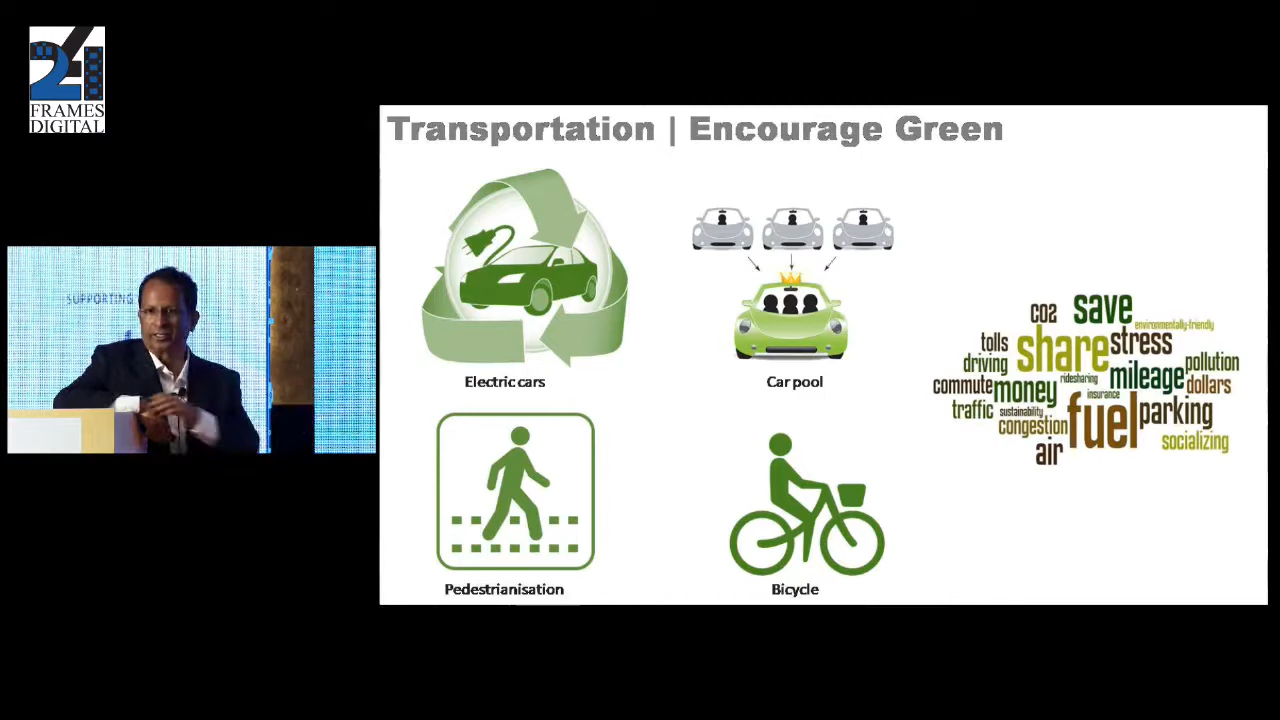 24
FRAMES
DIGITAL
Transportation | Encourage Green
SUPPORTING
Electric cars
Car pool
Pedestrianisation
Bicycle
CO2
save
environmentally-friendly
tolls
share
stress
driving
pollution
ridesharing
mileage
commute
money
insurance
dollars
traffic
sustainability
fuel
parking
congestion
socializing
air